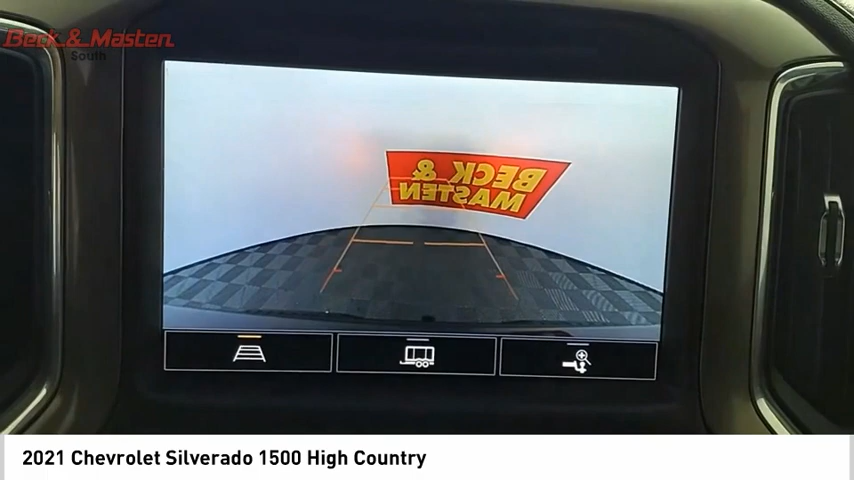 Beck & Masten
South
BECK &
MASTEN
2021 Chevrolet Silverado 1500 High Country